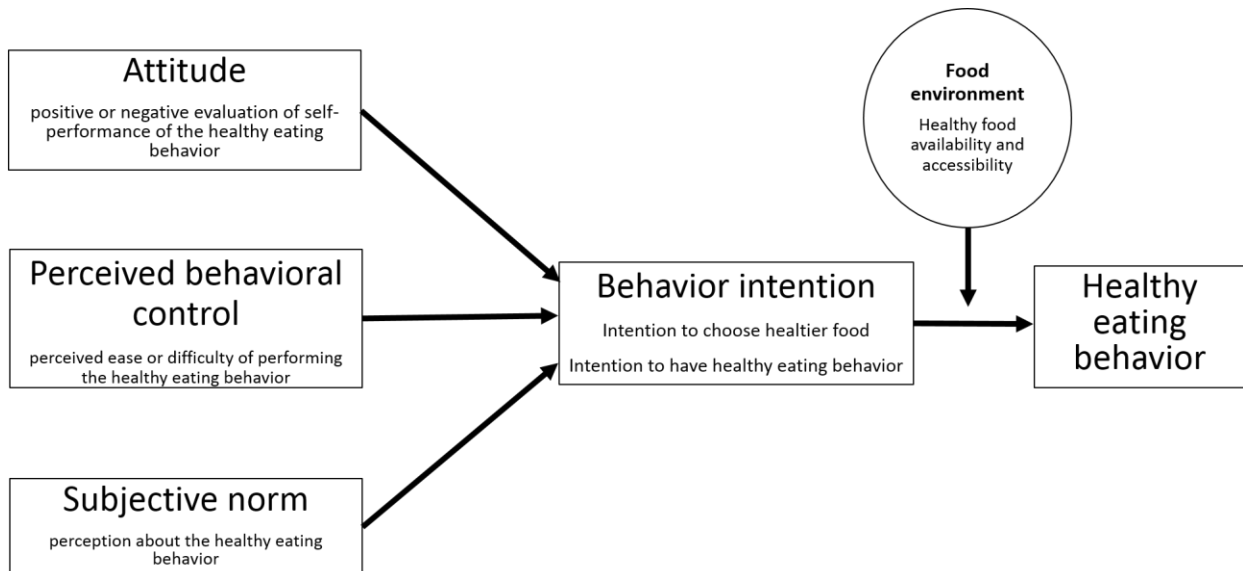 Attitude
positive or negative evaluation of self-
performance of the healthy eating
behavior
Perceived behavioral
control
perceived ease or difficulty of performing
the healthy eating behavior
Subjective norm
perception about the healthy eating
behavior
Behavior intention
Intention to choose healtier food
Intention to have healthy eating behavior
Food
environment
Healthy food
availability and
accessibility
Healthy
eating
behavior